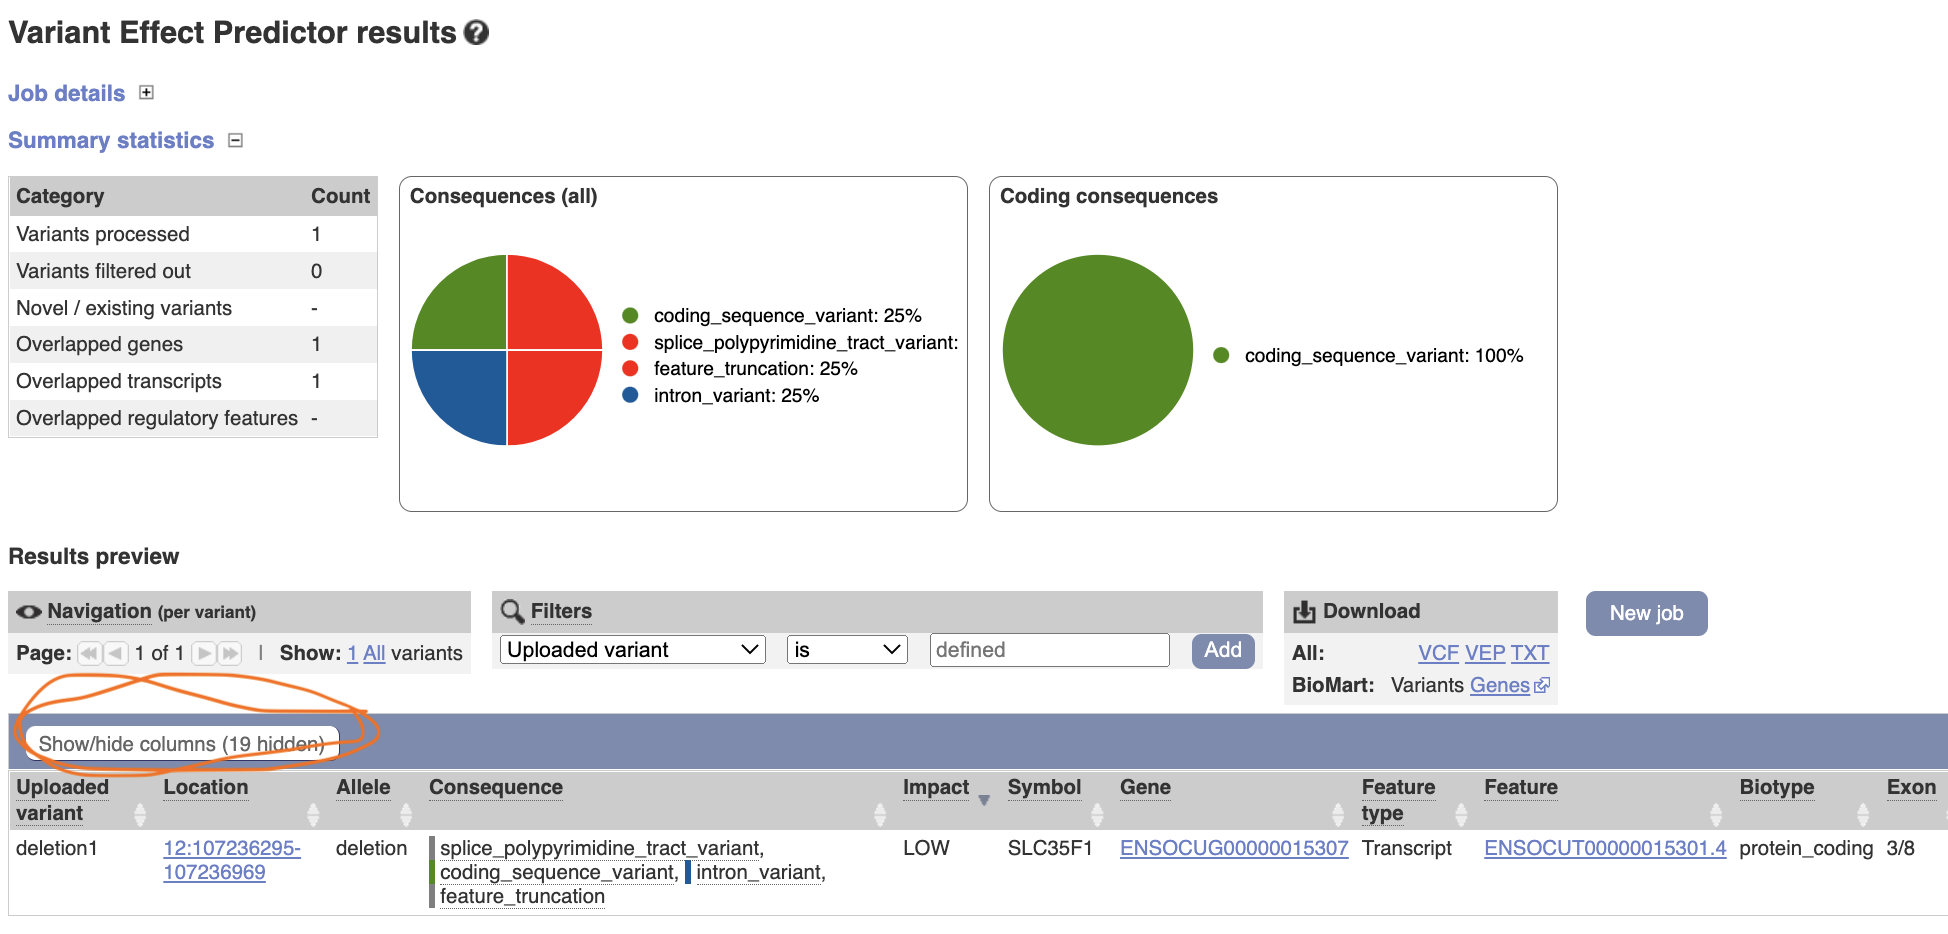 Variant Effect Predictor results ?
Job details
Summary statistics
Category Count
Variants processed 1
Variants filtered out 0
Novel / existing variants -
Overlapped genes 1
Overlapped transcripts 1
Overlapped regulatory features -
Consequences (all)
coding_sequence_variant: 25%
splice_polypyrimidine_tract_variant:
feature_truncation: 25%
intron_variant: 25%
Coding consequences
coding_sequence_variant: 100%
Results preview
Navigation (per variant)
Page: 1 of 1 | Show: 1 All variants
Filters
Uploaded variant is defined Add
Download
All: VCF VEP TXT
BioMart: Variants Genes
New job
Show/hide columns (19 hidden)
Uploaded variant Location Allele Consequence Impact Symbol Gene Feature type Feature Biotype Exon
deletion1 12:107236295- deletion splice_polypyrimidine_tract_variant, LOW SLC35F1 ENSOCUG00000015307 Transcript ENSOCUT00000015301.4 protein_coding 3/8
107236969 coding_sequence_variant, intron_variant,
feature_truncation